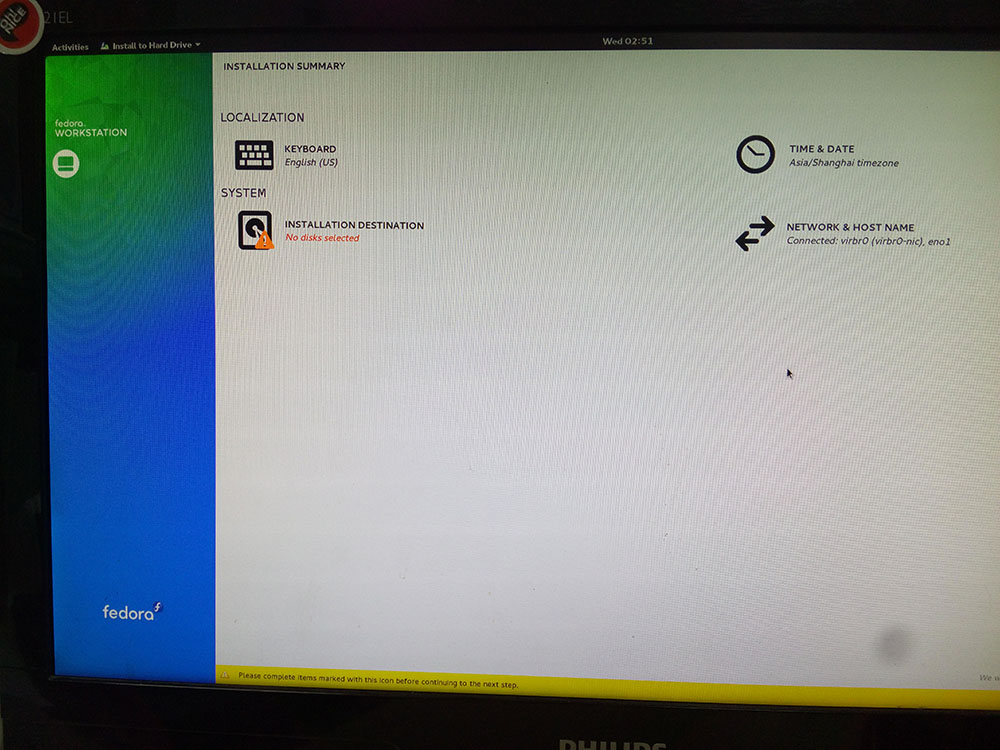 21EL
Activities Install to Hard Drive Wed 02:51
INSTALLATION SUMMARY
fedora
WORKSTATION
LOCALIZATION
KEYBOARD
English (US)
TIME & DATE
Asia/Shanghai timezone
SYSTEM
INSTALLATION DESTINATION
No disks selected
NETWORK & HOST NAME
Connected: virbr0 (virbr0-nic), eno1
fedora
Please complete items marked with this icon before continuing to the next step.
We
PHILIPS